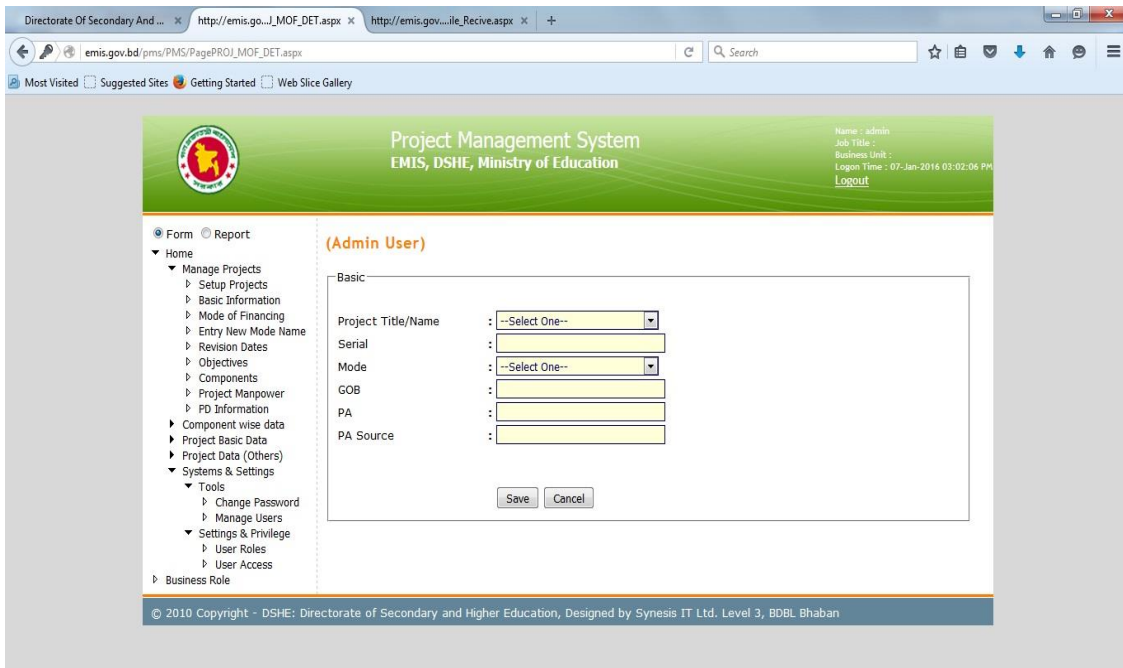 Directorate Of Secondary And ... × http://emis.go...J_MOF_DET.aspx × http://emis.gov....ile_Recive.aspx × +
emis.gov.bd/pms/PMS/PagePROJ_MOF_DET.aspx Search
Most Visited Suggested Sites Getting Started Web Slice Gallery
Project Management System
EMIS, DSHE, Ministry of Education
Name : admin
Job Title :
Business Unit :
Logon Time : 07-Jan-2016 03:02:06 PM
Logout
Form Report
Home
Manage Projects
Setup Projects
Basic Information
Mode of Financing
Entry New Mode Name
Revision Dates
Objectives
Components
Project Manpower
PD Information
Component wise data
Project Basic Data
Project Data (Others)
Systems & Settings
Tools
Change Password
Manage Users
Settings & Privilege
User Roles
User Access
Business Role
(Admin User)
Basic
Project Title/Name : --Select One--
Serial :
Mode : --Select One--
GOB :
PA :
PA Source :
Save Cancel
© 2010 Copyright - DSHE: Directorate of Secondary and Higher Education, Designed by Synesis IT Ltd. Level 3, BDBL Bhaban